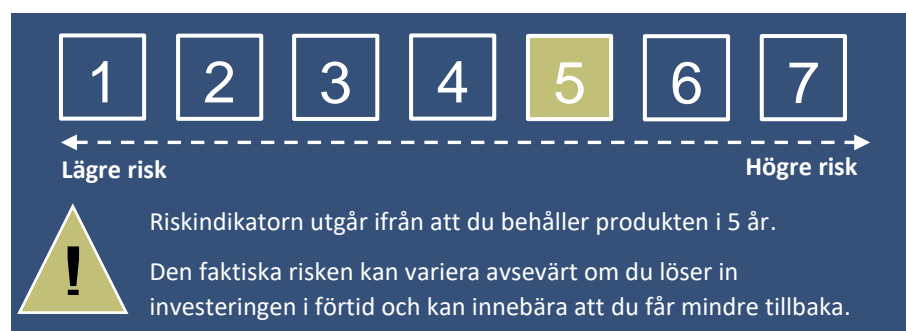 1 2 3 4 5 6 7
Lägre risk Högre risk
Riskindikatorn utgår ifrån att du behåller produkten i 5 år.
! Den faktiska risken kan variera avsevärt om du löser in
investeringen i förtid och kan innebära att du får mindre tillbaka.